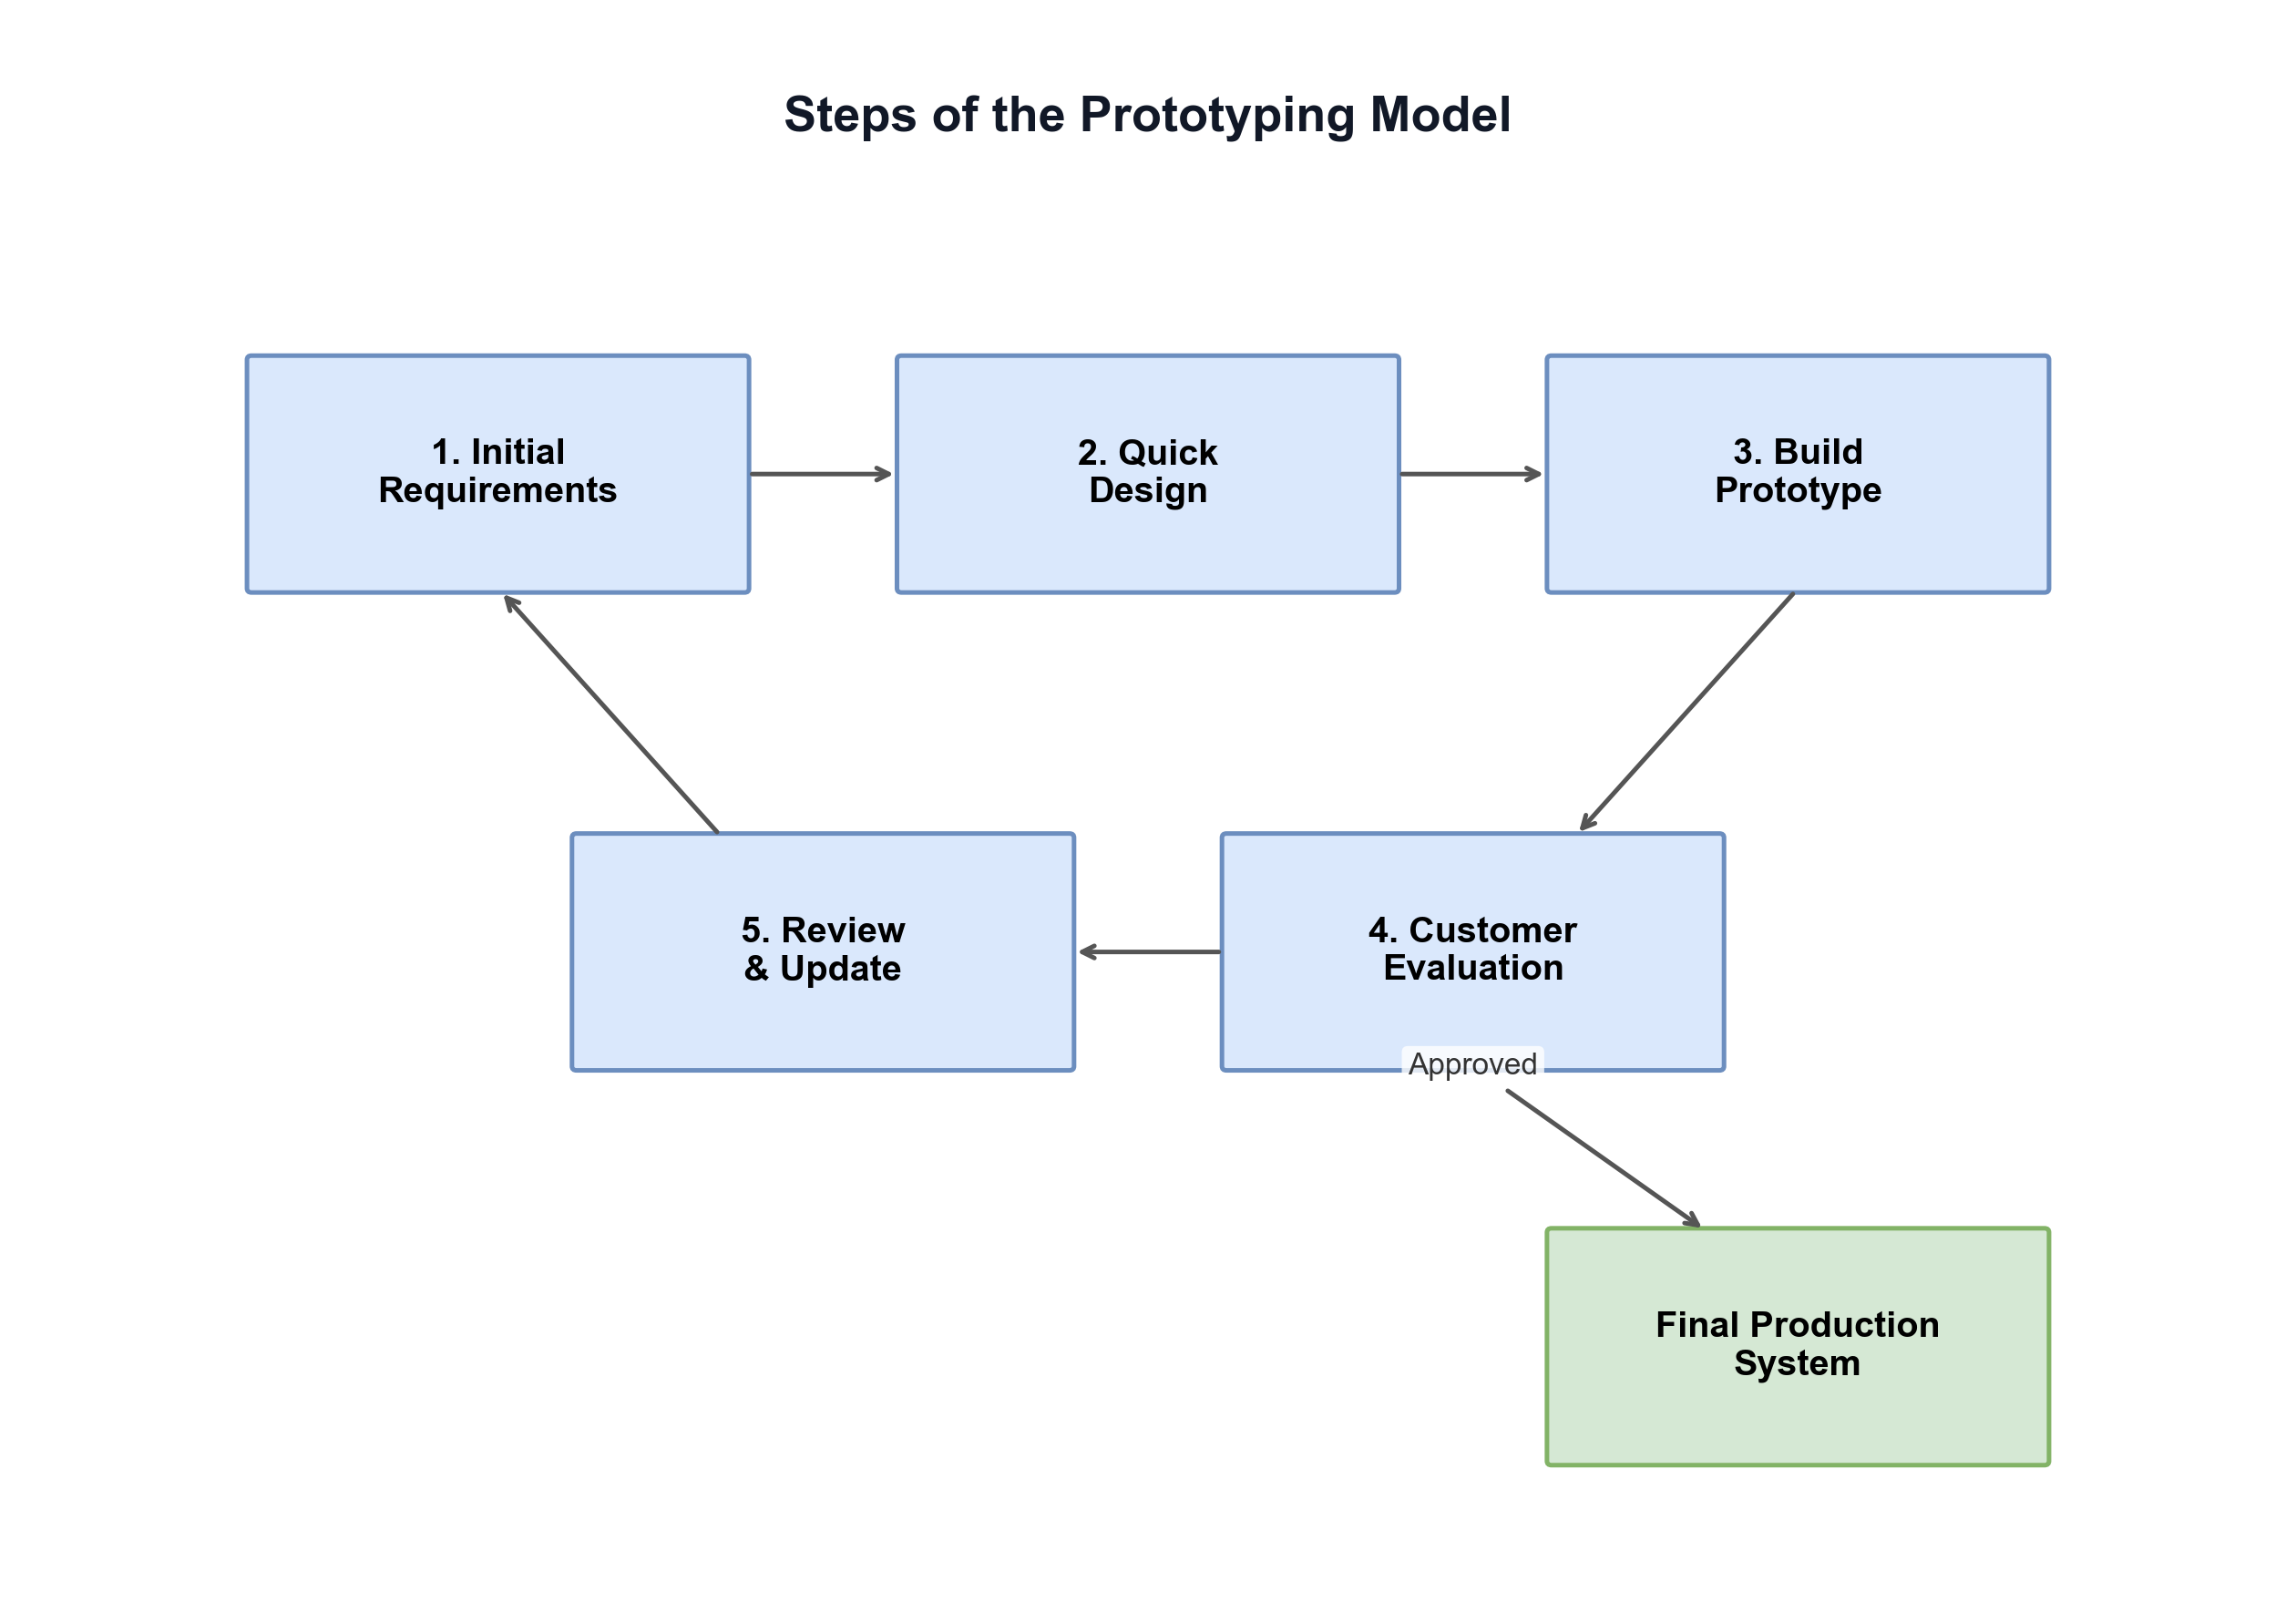 Steps of the Prototyping Model
1. Initial
Requirements
2. Quick
Design
3. Build
Prototype
5. Review
& Update
4. Customer
Evaluation
Approved
Final Production
System